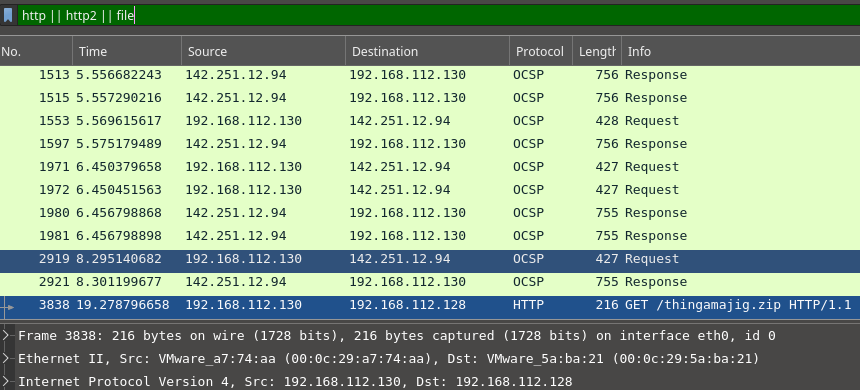 http || http2 || file
No. Time Source Destination Protocol Length Info
1513 5.556682243 142.251.12.94 192.168.112.130 OCSP 756 Response
1515 5.557290216 142.251.12.94 192.168.112.130 OCSP 756 Response
1553 5.569615617 192.168.112.130 142.251.12.94 OCSP 428 Request
1597 5.575179489 142.251.12.94 192.168.112.130 OCSP 756 Response
1971 6.450379658 192.168.112.130 142.251.12.94 OCSP 427 Request
1972 6.450451563 192.168.112.130 142.251.12.94 OCSP 427 Request
1980 6.456798868 142.251.12.94 192.168.112.130 OCSP 755 Response
1981 6.456798898 142.251.12.94 192.168.112.130 OCSP 755 Response
2919 8.295140682 192.168.112.130 142.251.12.94 OCSP 427 Request
2921 8.301199677 142.251.12.94 192.168.112.130 OCSP 755 Response
3838 19.278796658 192.168.112.130 192.168.112.128 HTTP 216 GET /thingamajig.zip HTTP/1.1
Frame 3838: 216 bytes on wire (1728 bits), 216 bytes captured (1728 bits) on interface eth0, id 0
Ethernet II, Src: VMware_a7:74:aa (00:0c:29:a7:74:aa), Dst: VMware_5a:ba:21 (00:0c:29:5a:ba:21)
Internet Protocol Version 4, Src: 192.168.112.130, Dst: 192.168.112.128